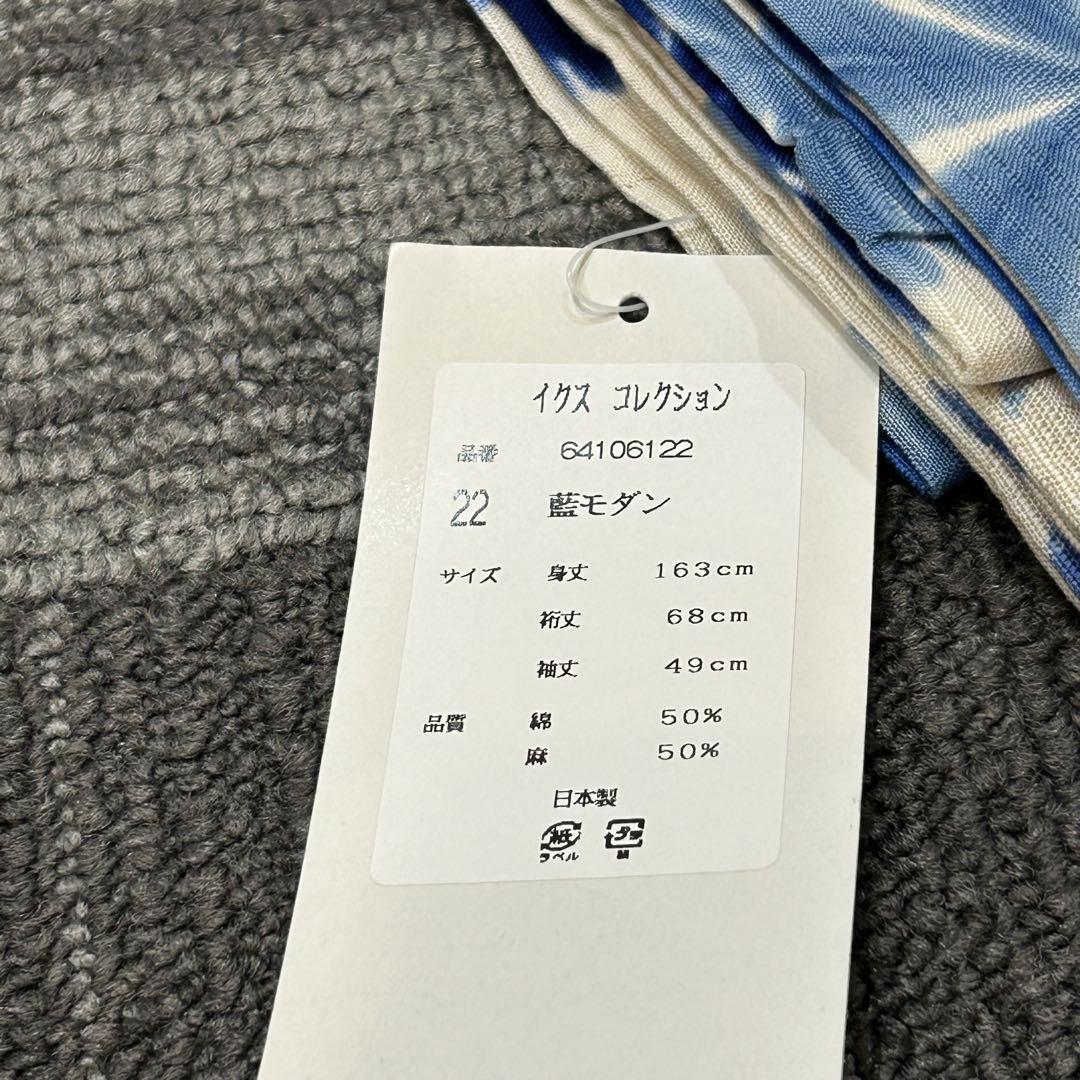 イクス コレクション
品番 64106122
22 藍モダン
サイズ 身丈 163cm
裄丈 68cm
袖丈 49cm
品質 綿 50%
麻 50%
日本製
紙 プラ
ラベル M